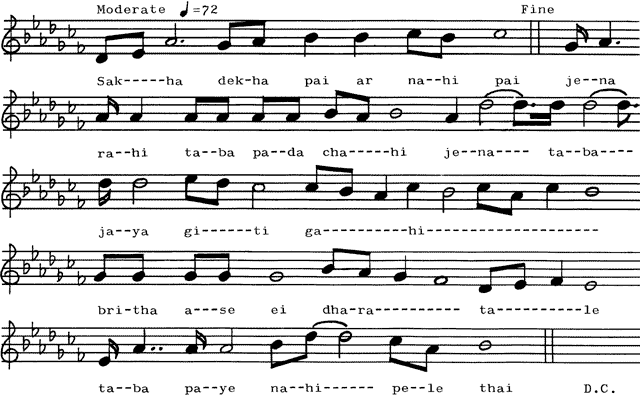 Moderate ♩=72 Fine
Sak-----ha dek-ha pai ar na--hi pai je--na
ra--hi ta--ba pa--da cha----hi je--na---- ta--ba----
ja--ya gi------ti ga---------hi------------------
bri-tha a---se ei dha-ra---------- ta---------le
ta--ba pa--ye na--hi------ pe--le thai D.C.